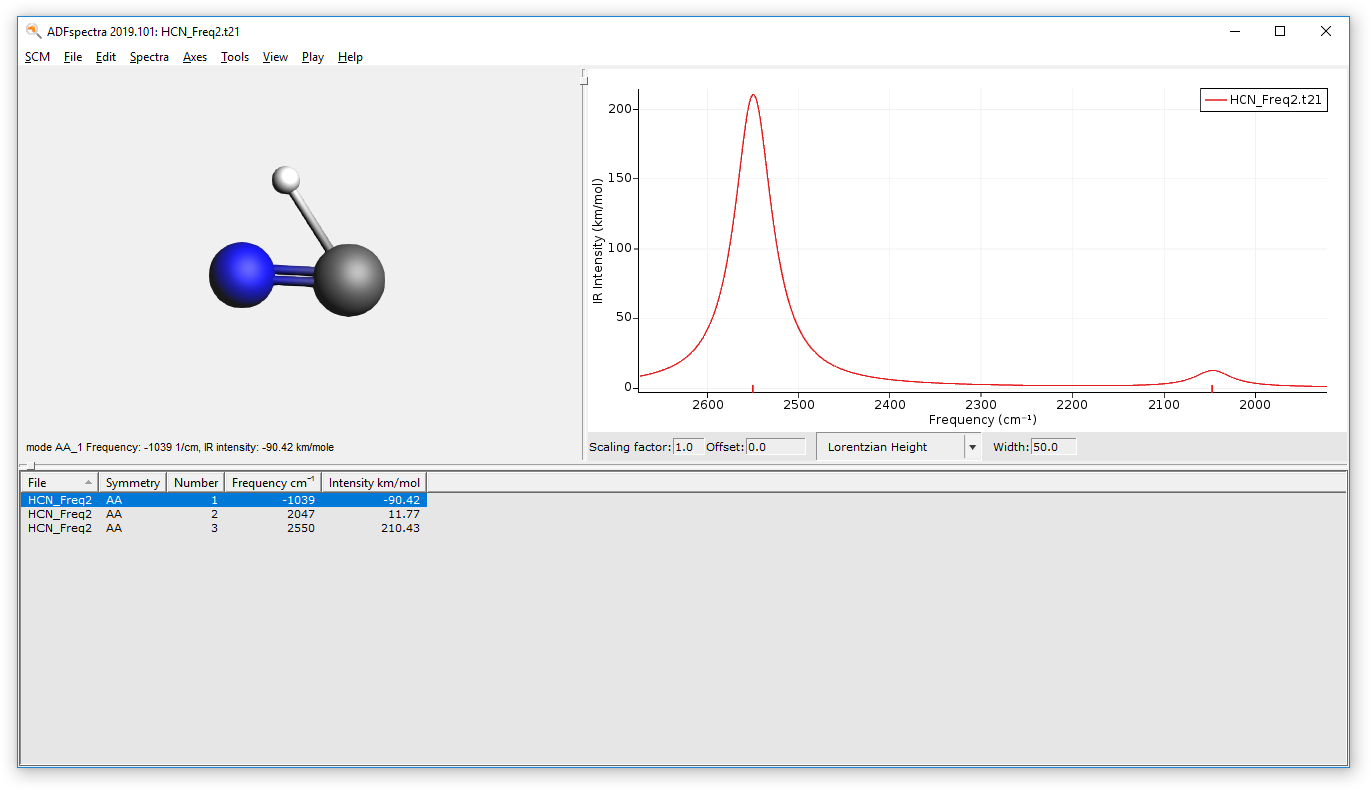 ADFspectra 2019.101: HCN_Freq2.t21
SCM File Edit Spectra Axes Tools View Play Help
HCN_Freq2.t21
200
150
100
50
0
IR Intensity (km/mol)
2600 2500 2400 2300 2200 2100 2000
Frequency (cm⁻¹)
mode AA_1 Frequency: -1039 1/cm, IR intensity: -90.42 km/mole
Scaling factor: 1.0 Offset: 0.0 Lorentzian Height Width: 50.0
File Symmetry Number Frequency cm⁻¹ Intensity km/mol
HCN_Freq2 AA 1 -1039 -90.42
HCN_Freq2 AA 2 2047 11.77
HCN_Freq2 AA 3 2550 210.43